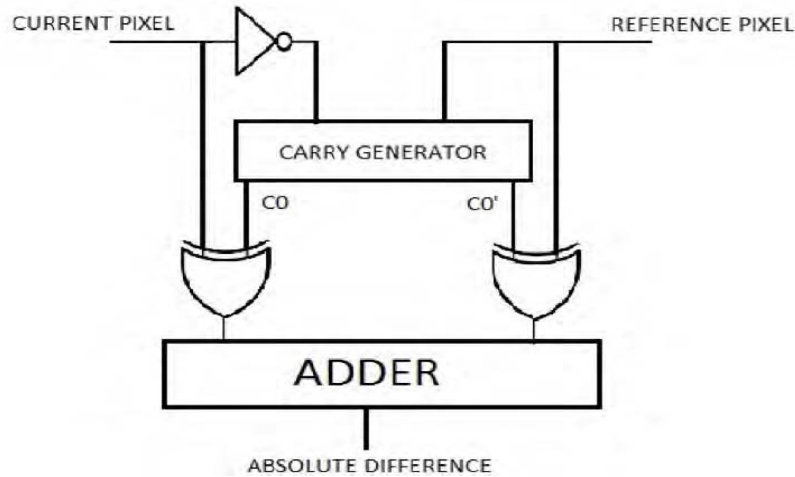 CURRENT PIXEL
REFERENCE PIXEL
CARRY GENERATOR
C0
C0'
ADDER
ABSOLUTE DIFFERENCE